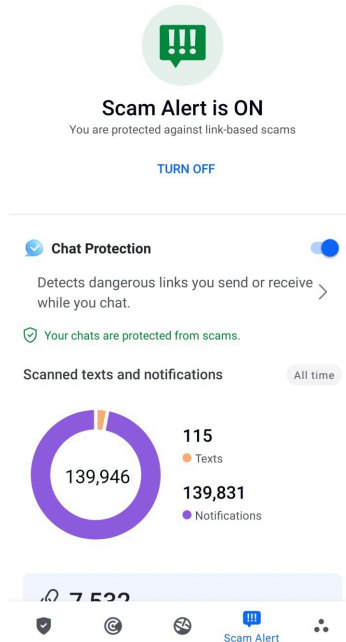 !!!
Scam Alert is ON
You are protected against link-based scams
TURN OFF
Chat Protection
Detects dangerous links you send or receive
while you chat.
Your chats are protected from scams.
Scanned texts and notifications
All time
139,946
115
Texts
139,831
Notifications
7,532
!!!
Scam Alert